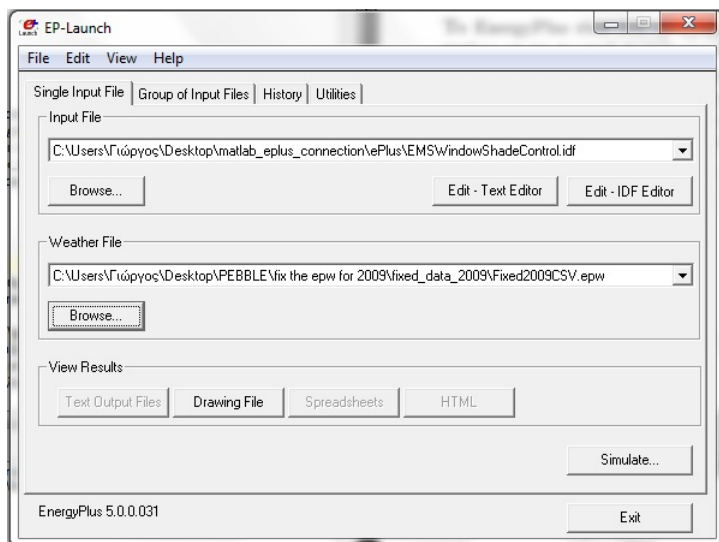 EP-Launch
File Edit View Help
Single Input File Group of Input Files History Utilities
Input File
C:\Users\Γιώργος\Desktop\matlab_eplus_connection\ePlus\EMSWindowShadeControl.idf
Browse... Edit - Text Editor Edit - IDF Editor
Weather File
C:\Users\Γιώργος\Desktop\PEBBLE\fix the epw for 2009\fixed_data_2009\Fixed2009CSV.epw
Browse...
View Results
Text Output Files Drawing File Spreadsheets HTML
Simulate...
EnergyPlus 5.0.0.031
Exit